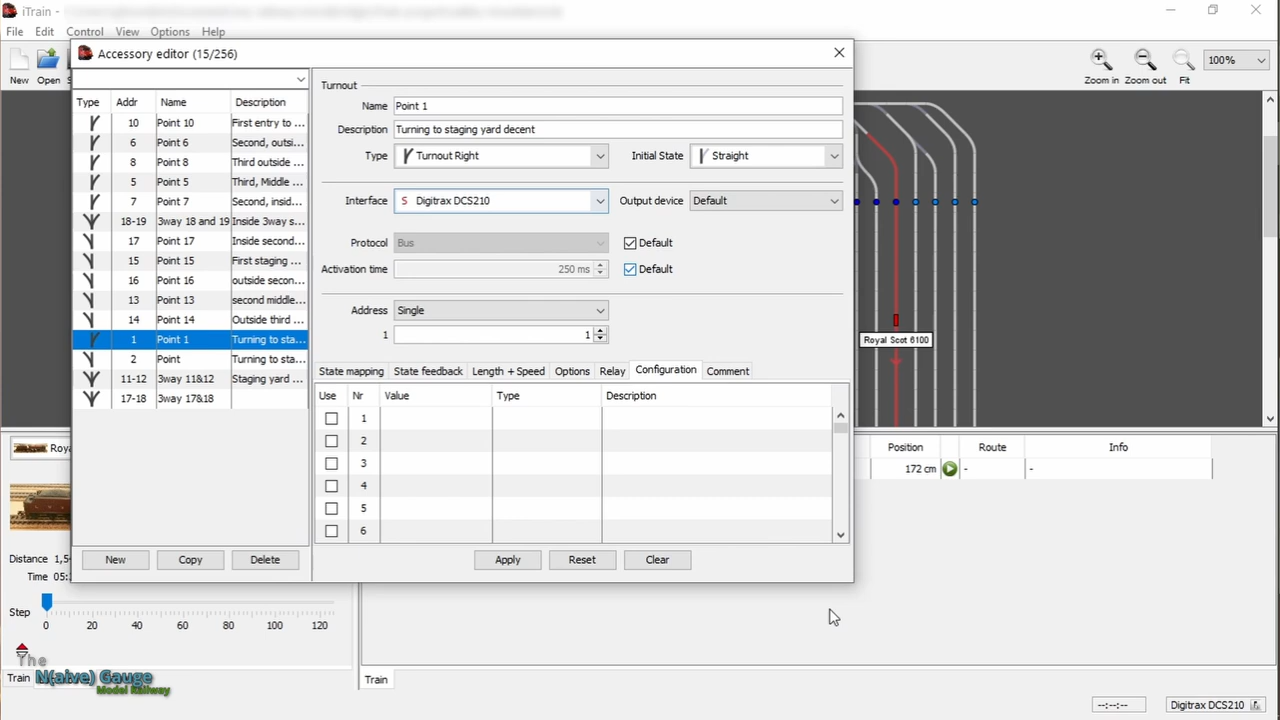 iTrain -
File Edit Control View Options Help
New Open
Zoom in Zoom out Fit 100%
Accessory editor (15/256)
Type Addr Name Description
10 Point 10 First entry to ...
6 Point 6 Second, outsi...
8 Point 8 Third outside ...
5 Point 5 Third, Middle ...
7 Point 7 Second, insid...
18-19 3way 18 and 19 Inside 3way s...
17 Point 17 Inside second...
15 Point 15 First staging ...
16 Point 16 outside secon...
13 Point 13 second middle...
14 Point 14 Outside third ...
1 Point 1 Turning to sta...
2 Point Turning to sta...
11-12 3way 11&12 Staging yard ...
17-18 3way 17&18
New Copy Delete
Turnout
Name Point 1
Description Turning to staging yard decent
Type Turnout Right Initial State Straight
Interface S Digitrax DCS210 Output device Default
Protocol Bus Default
Activation time 250 ms Default
Address Single
1 1
State mapping State feedback Length + Speed Options Relay Configuration Comment
Use Nr Value Type Description
1
2
3
4
5
6
Apply Reset Clear
Royal Scot 6100
Position Route Info
172 cm - -
Roya
Distance 1,5
Time 05:
Step
0 20 40 60 80 100 120
Train
The
N(aive) Gauge
Model Railway
Train
--:--:-- Digitrax DCS210